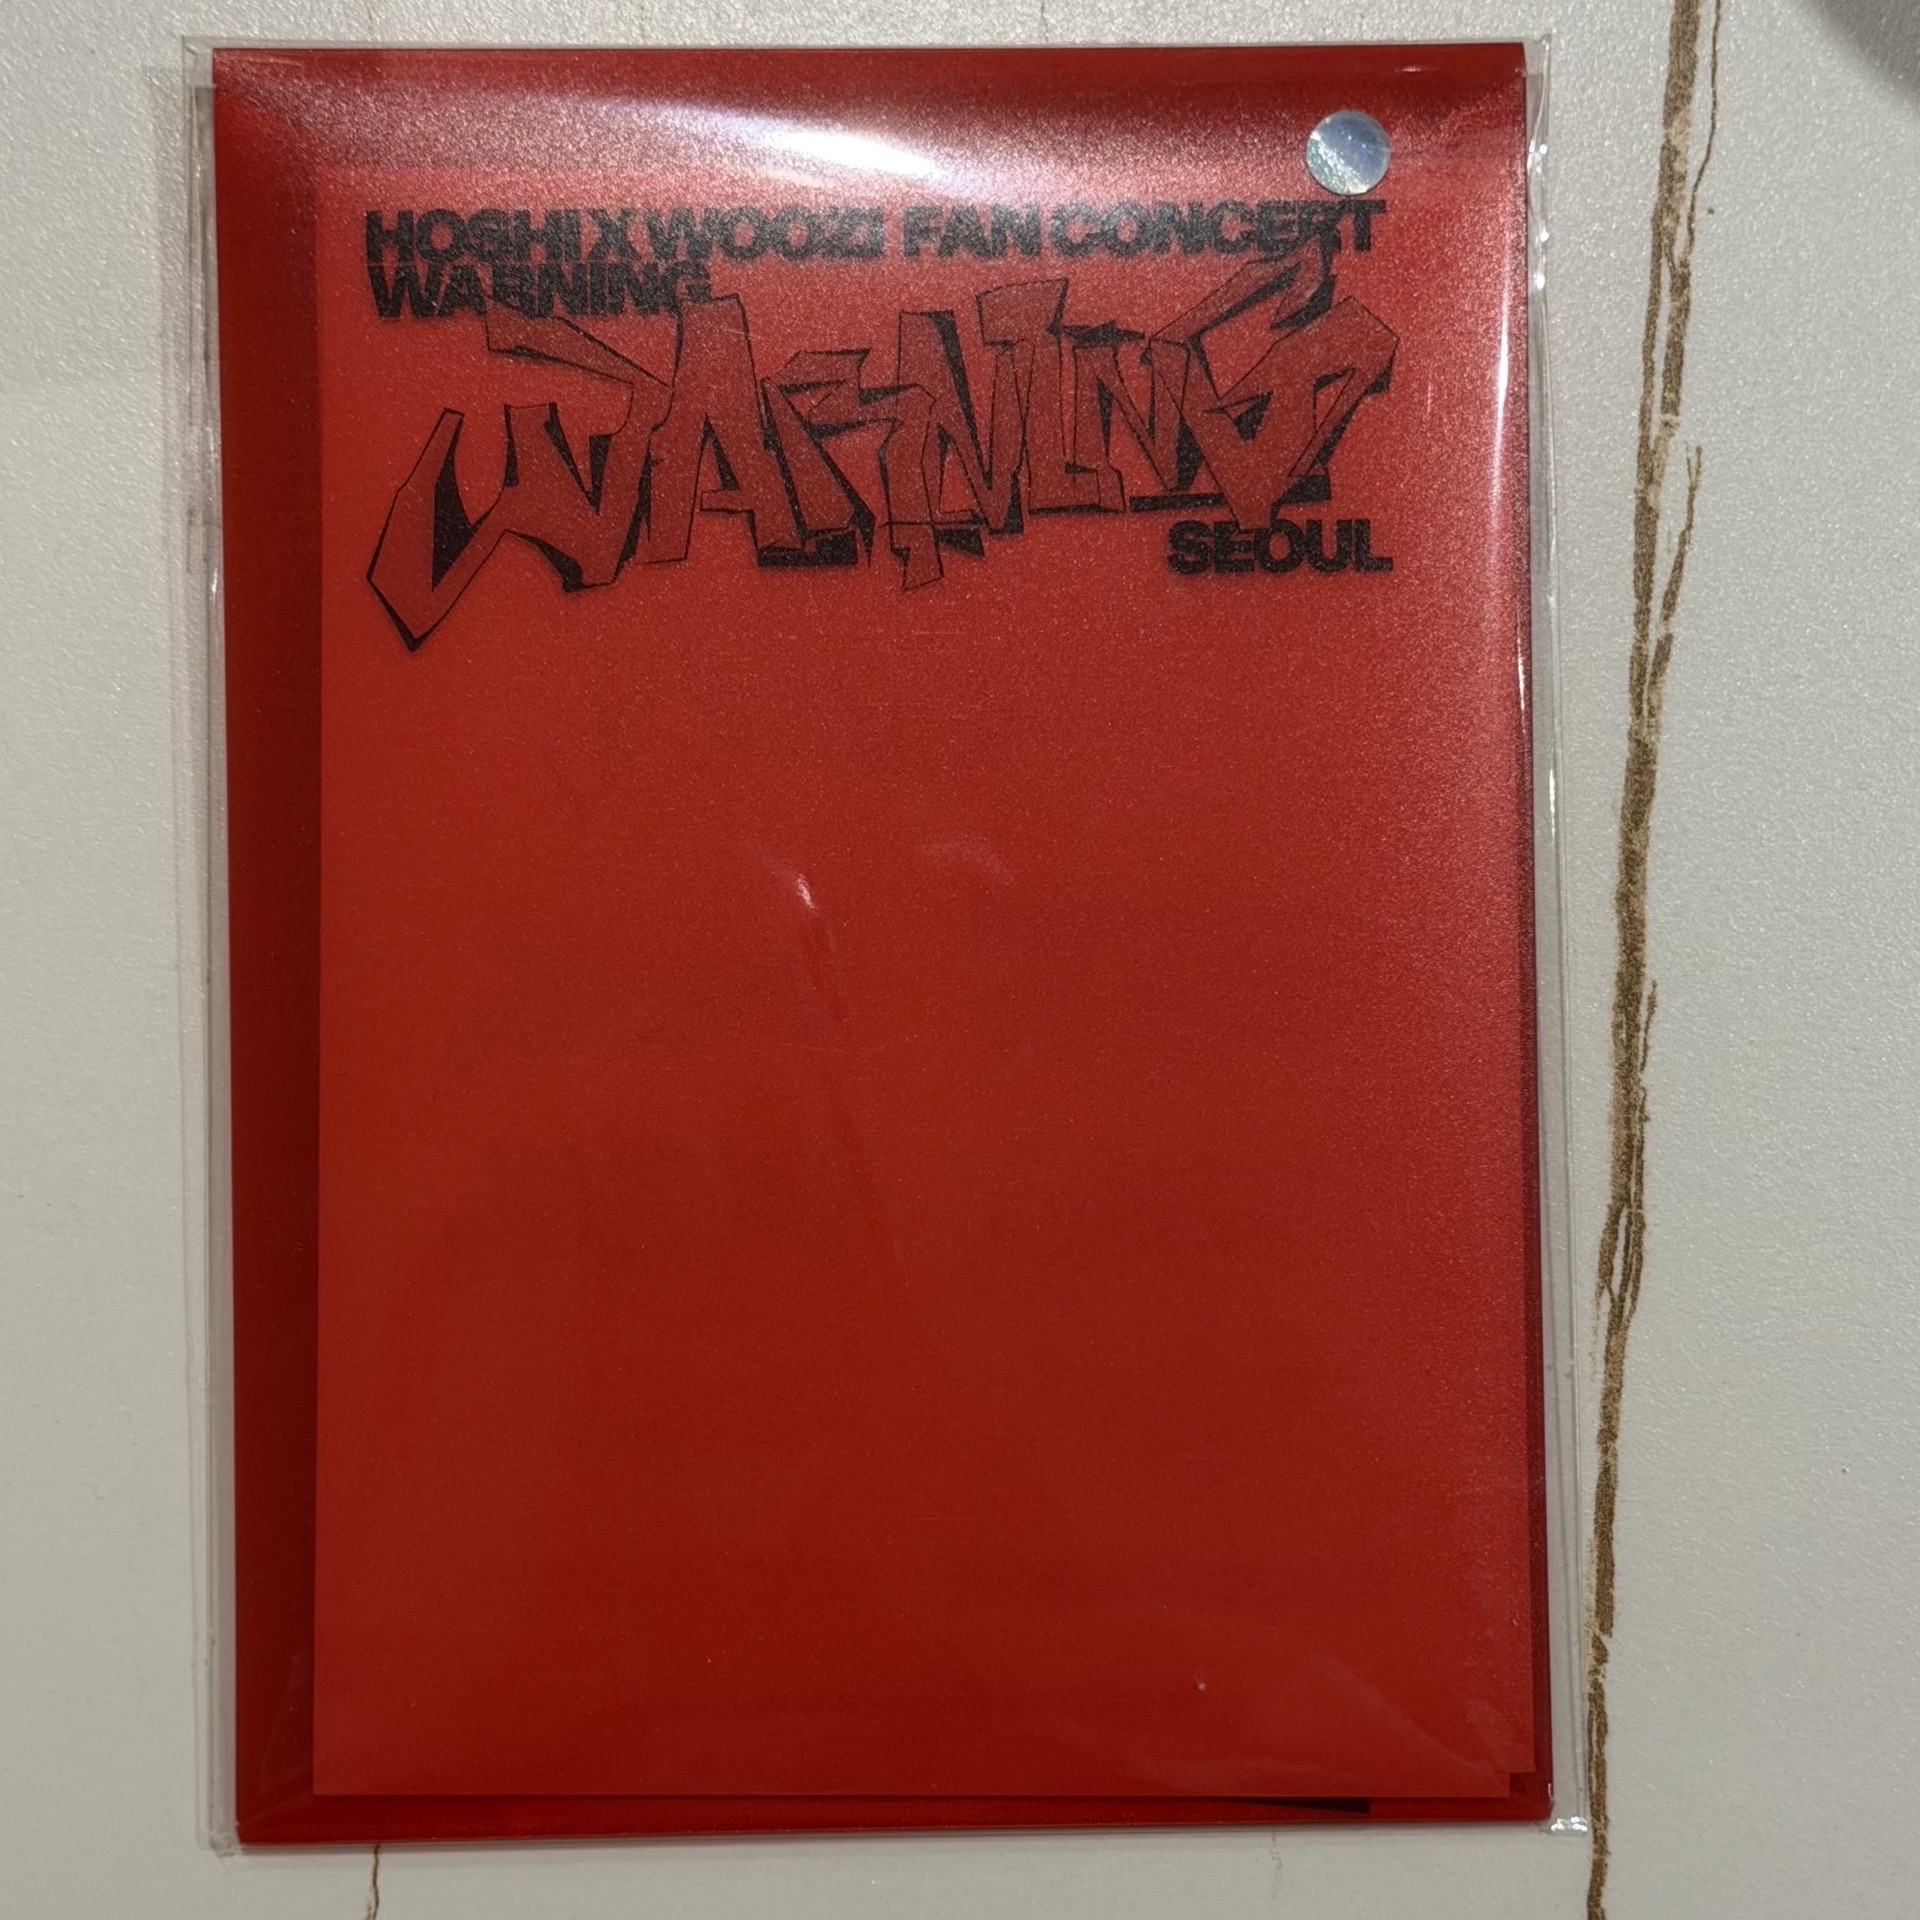 HOSHI X WOOZI FAN CONCERT
WARNING
WARNING
SEOUL